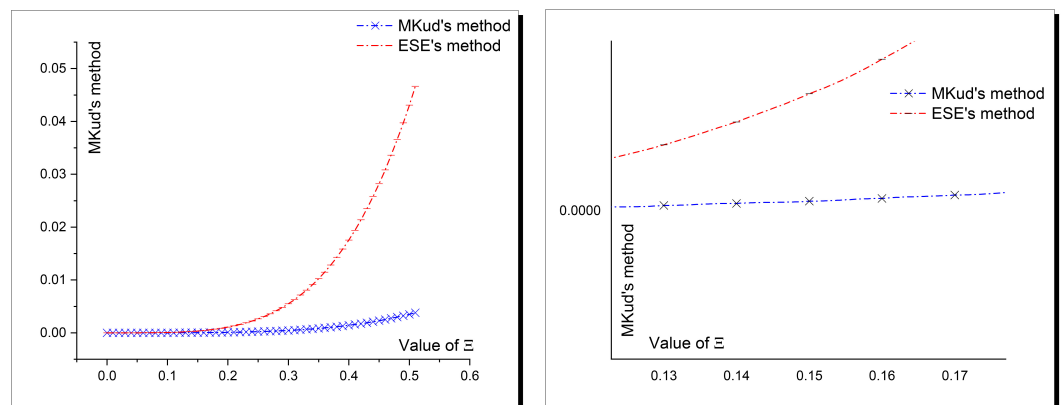 MKud's method
ESE's method
MKud's method
0.05
0.04
0.03
0.02
0.01
0.00
Value of Ξ
0.0 0.1 0.2 0.3 0.4 0.5 0.6
MKud's method
ESE's method
0.0000
MKud's method
Value of Ξ
0.13 0.14 0.15 0.16 0.17